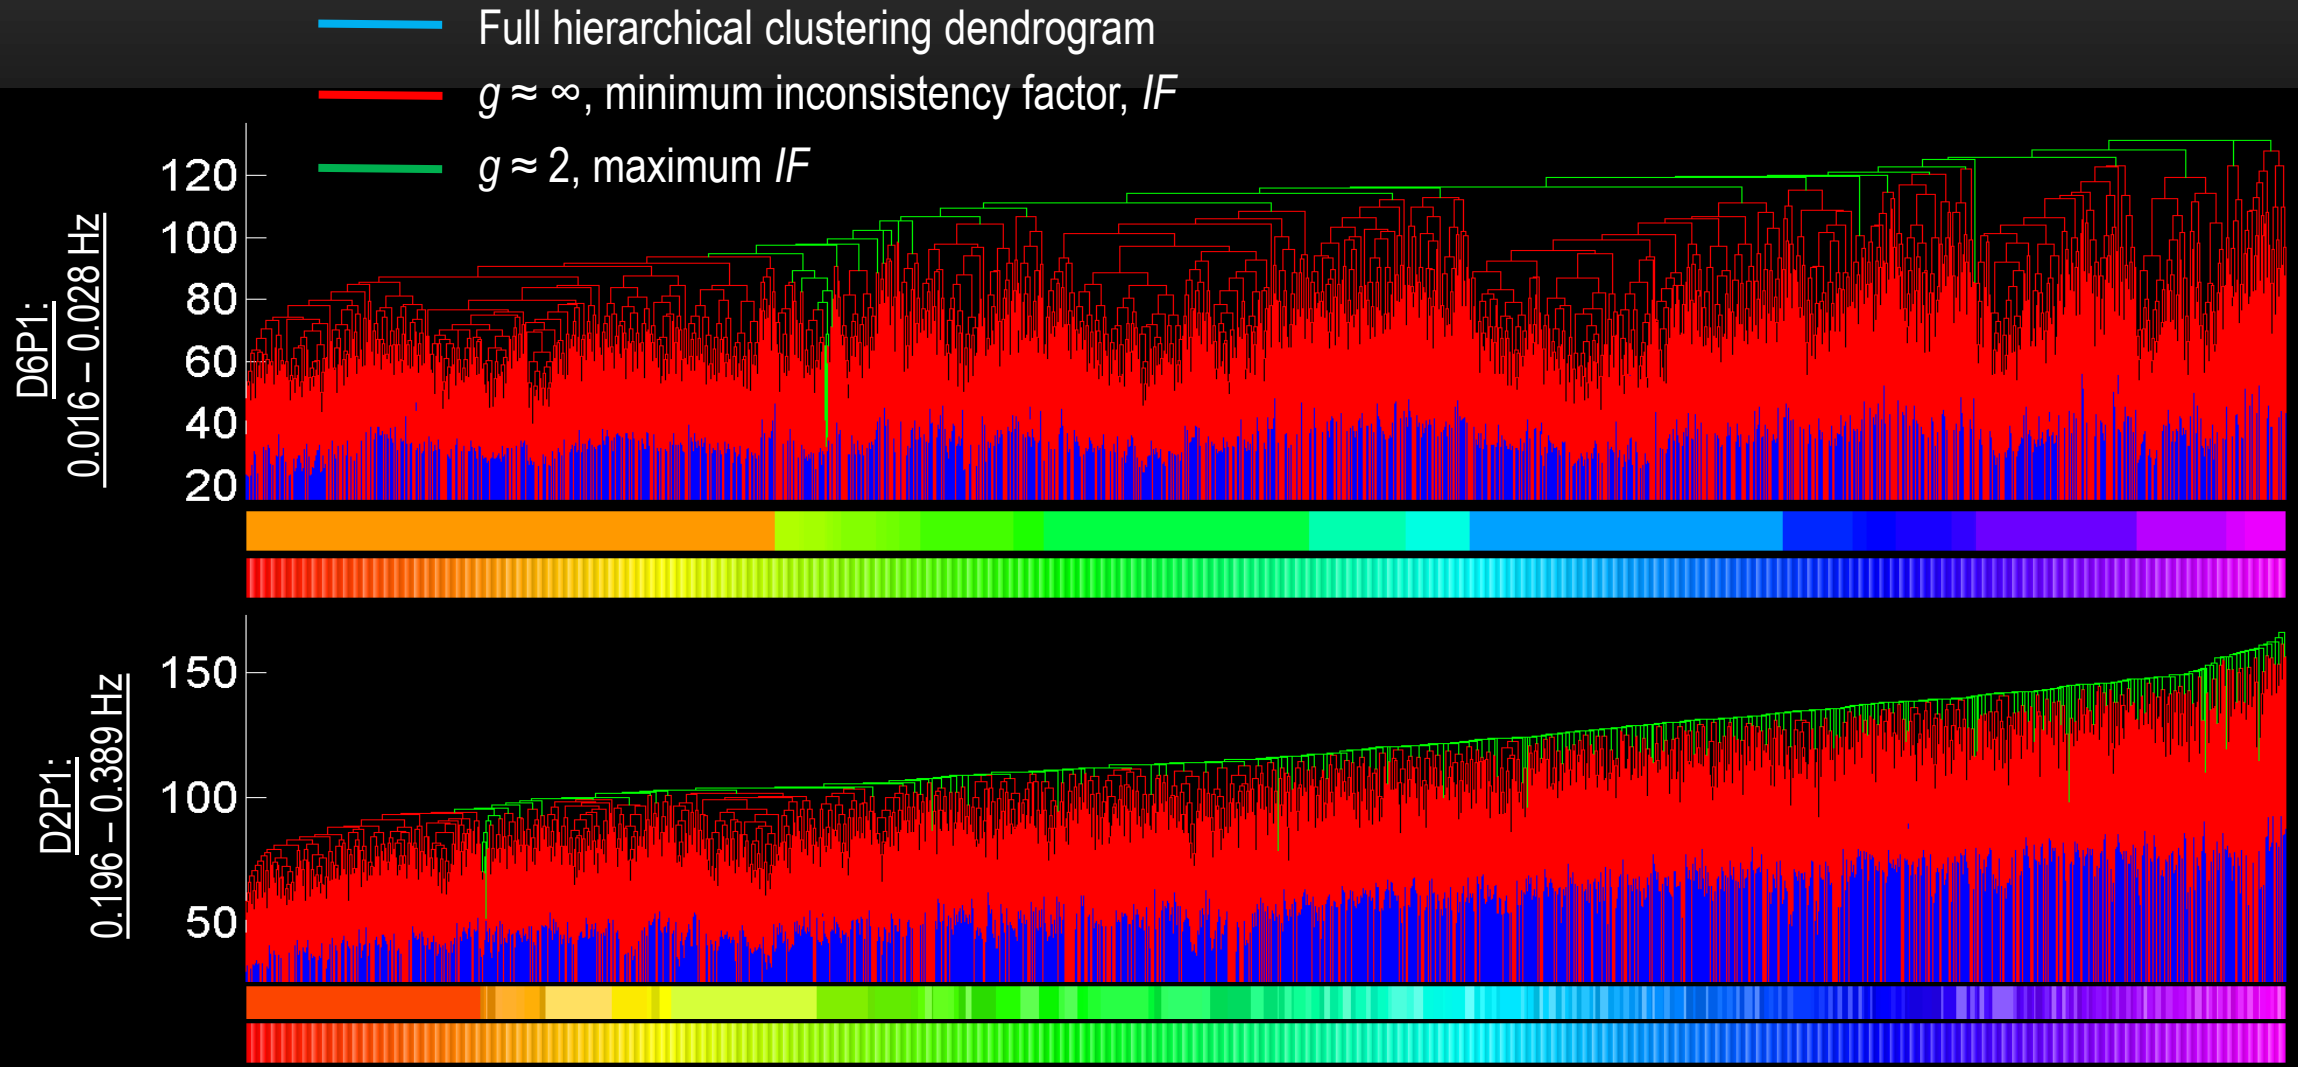 Full hierarchical clustering dendrogram
g ≈ ∞, minimum inconsistency factor, IF
g ≈ 2, maximum IF
D6P1:
0.016 – 0.028 Hz
120
100
80
60
40
20
D2P1:
0.196 – 0.389 Hz
150
100
50